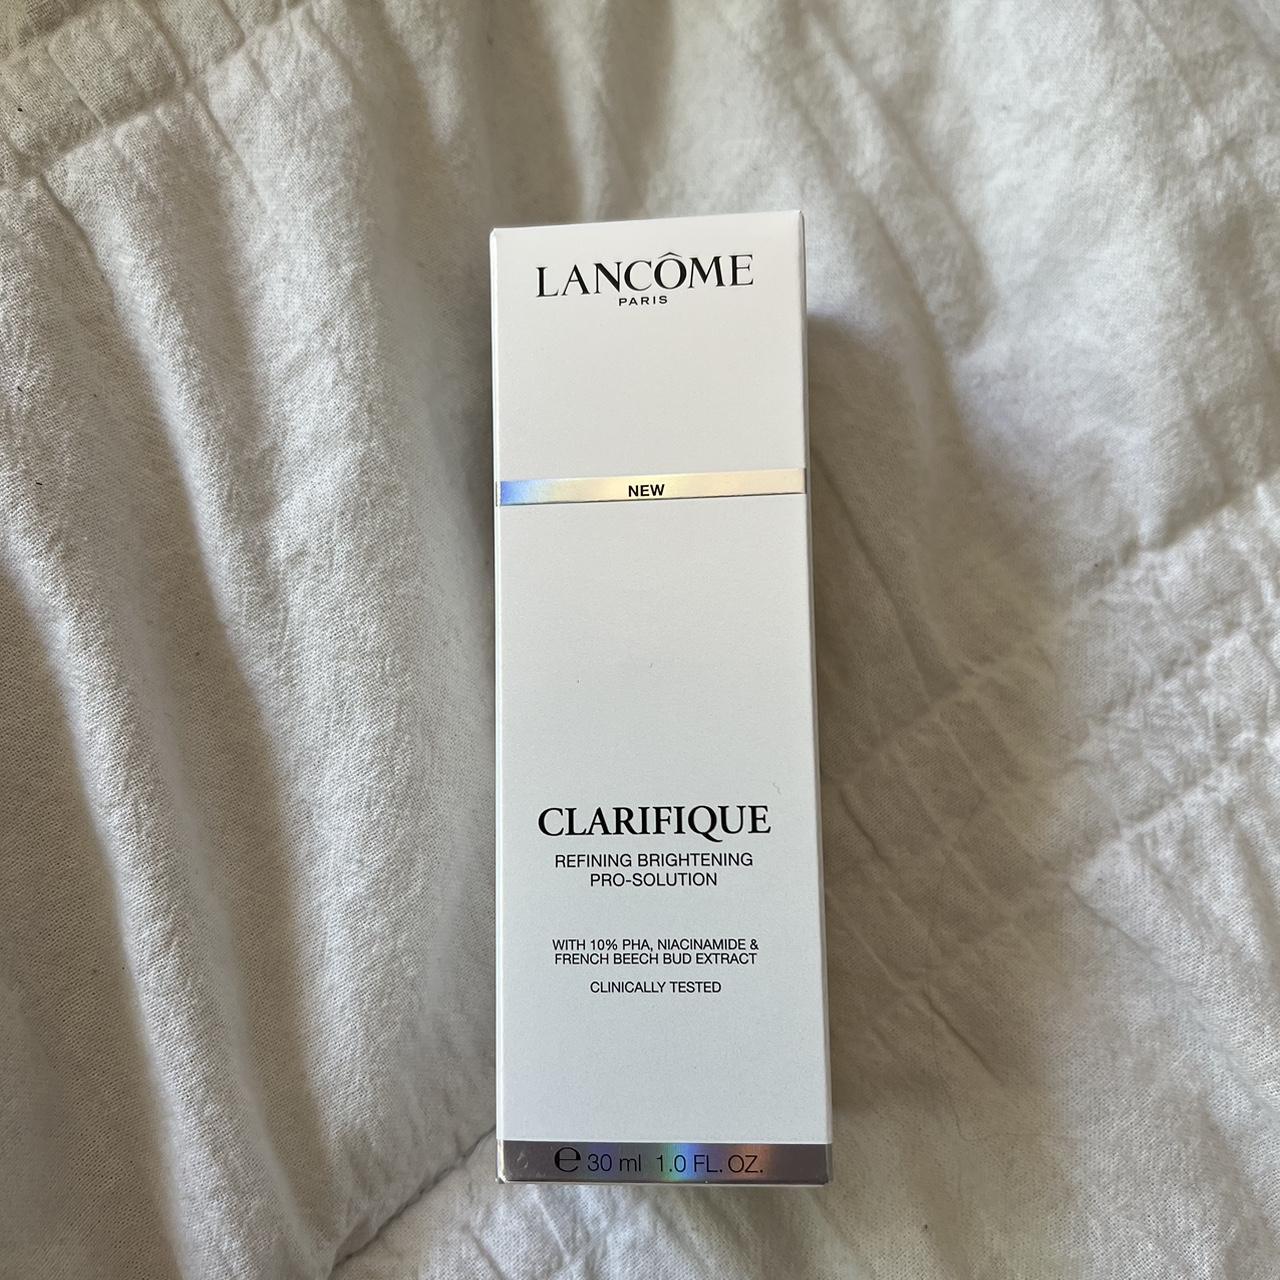 LANCÔME
PARIS
NEW
CLARIFIQUE
REFINING BRIGHTENING
PRO-SOLUTION
WITH 10% PHA, NIACINAMIDE &
FRENCH BEECH BUD EXTRACT
CLINICALLY TESTED
℮ 30 ml 1.0 FL. OZ.